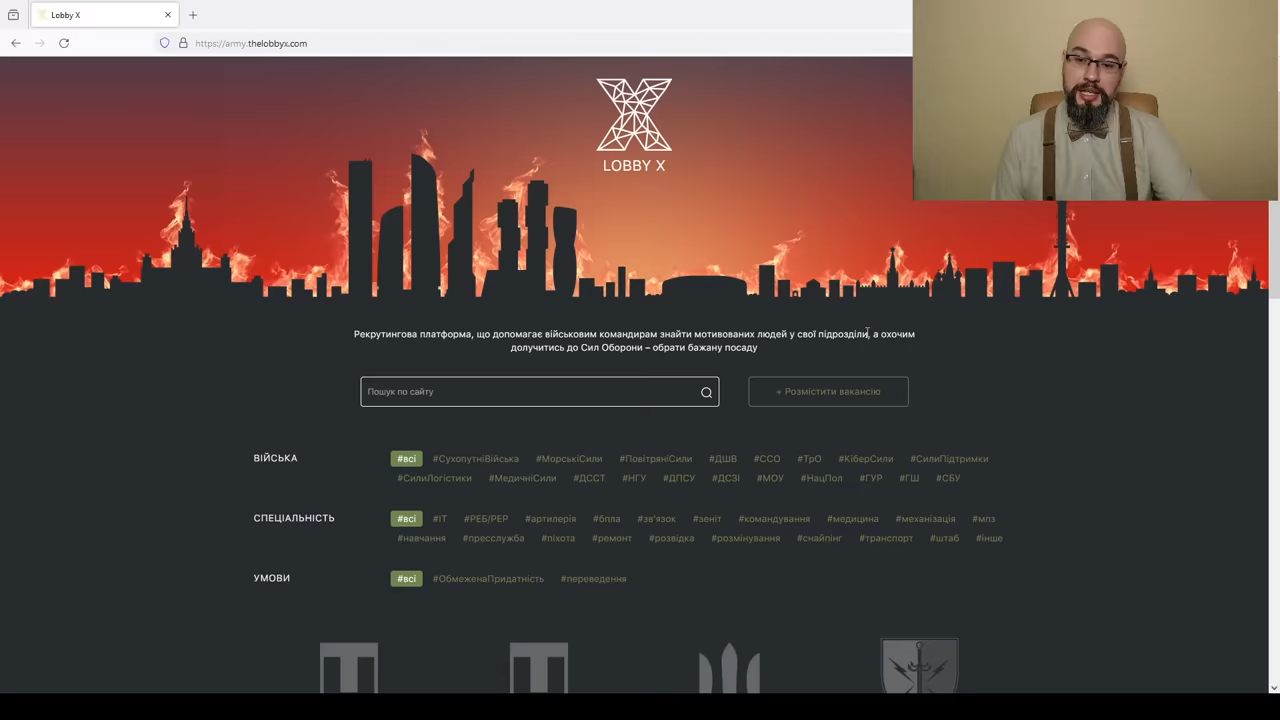 Lobby X
https://army.thelobbyx.com
LOBBY X
Рекрутингова платформа, що допомагає військовим командирам знайти мотивованих людей у свої підрозділи, а охочим
долучитись до Сил Оборони – обрати бажану посаду
Пошук по сайту
+ Розмістити вакансію
ВІЙСЬКА
#всі #СухопутніВійська #МорськіСили #ПовітряніСили #ДШВ #ССО #ТрО #КіберСили #СилиПідтримки
#СилиЛогістики #МедичніСили #ДССТ #НГУ #ДПСУ #ДСЗІ #МОУ #НацПол #ГУР #ГШ #СБУ
СПЕЦІАЛЬНІСТЬ
#всі #ІТ #РЕБ/РЕР #артилерія #бпла #зв'язок #зеніт #командування #медицина #механізація #мпз
#навчання #пресслужба #піхота #ремонт #розвідка #розмінування #снайпінг #транспорт #штаб #інше
УМОВИ
#всі #ОбмеженаПридатність #переведення